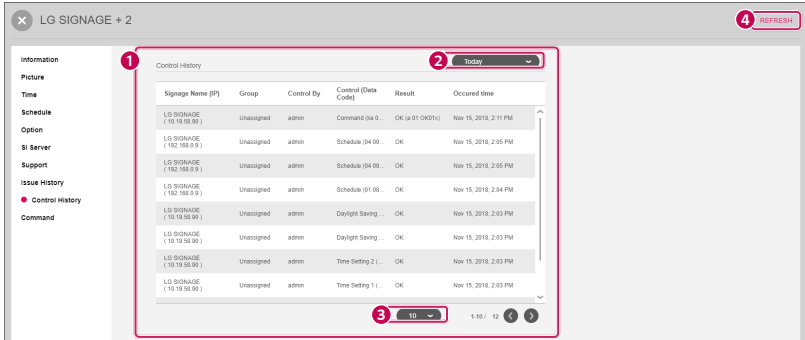 LG SIGNAGE + 2
4
REFRESH
Information
Picture
Time
Schedule
Option
SI Server
Support
Issue History
Control History
Command
1
Control History
2
Today
Signage Name (IP) Group Control By Control (Data Code) Result Occured time
LG SIGNAGE ( 10.19.58.90 ) Unassigned admin Command (ka 0... OK (a 01 OK01x) Nov 15, 2018, 2:11 PM
LG SIGNAGE ( 192.168.0.9 ) Unassigned admin Schedule (04 09... OK Nov 15, 2018, 2:05 PM
LG SIGNAGE ( 192.168.0.9 ) Unassigned admin Schedule (04 09... OK Nov 15, 2018, 2:05 PM
LG SIGNAGE ( 192.168.0.9 ) Unassigned admin Schedule (01 08... OK Nov 15, 2018, 2:04 PM
LG SIGNAGE ( 10.19.58.90 ) Unassigned admin Daylight Saving ... OK Nov 15, 2018, 2:03 PM
LG SIGNAGE ( 10.19.58.90 ) Unassigned admin Daylight Saving ... OK Nov 15, 2018, 2:03 PM
LG SIGNAGE ( 10.19.58.90 ) Unassigned admin Time Setting 2 (... OK Nov 15, 2018, 2:03 PM
LG SIGNAGE ( 10.19.58.90 ) Unassigned admin Time Setting 1 (... OK Nov 15, 2018, 2:03 PM
3
10
1-10 / 12